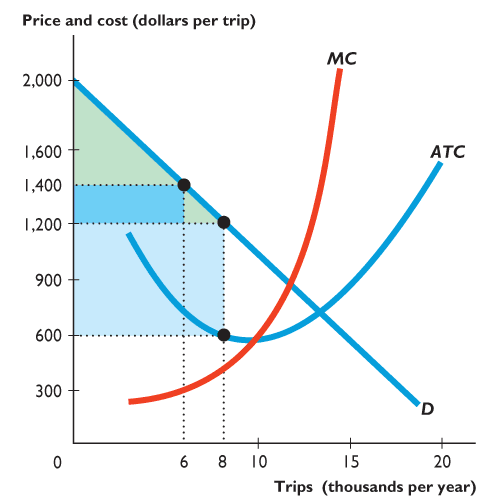 Price and cost (dollars per trip)
MC
2,000
1,600
ATC
1,400
1,200
900
600
300
D
0
6
8
10
15
20
Trips (thousands per year)